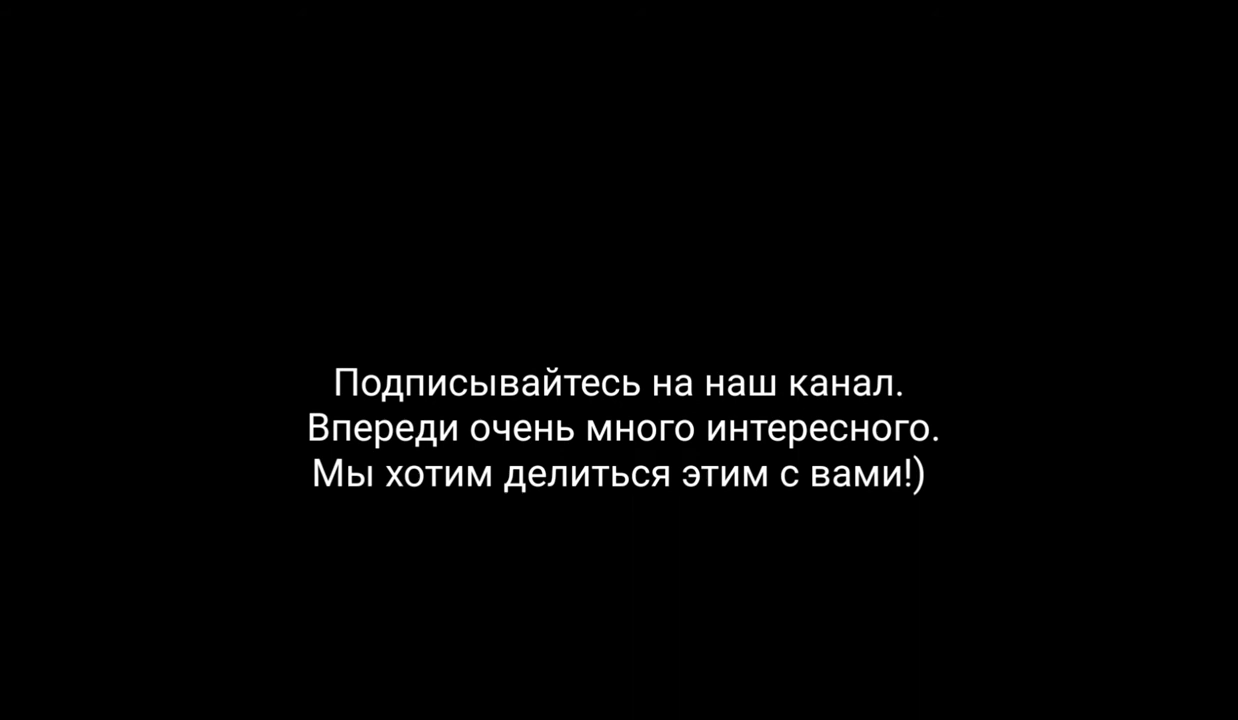 Подписывайтесь на наш канал.
Впереди очень много интересного.
Мы хотим делиться этим с вами!)